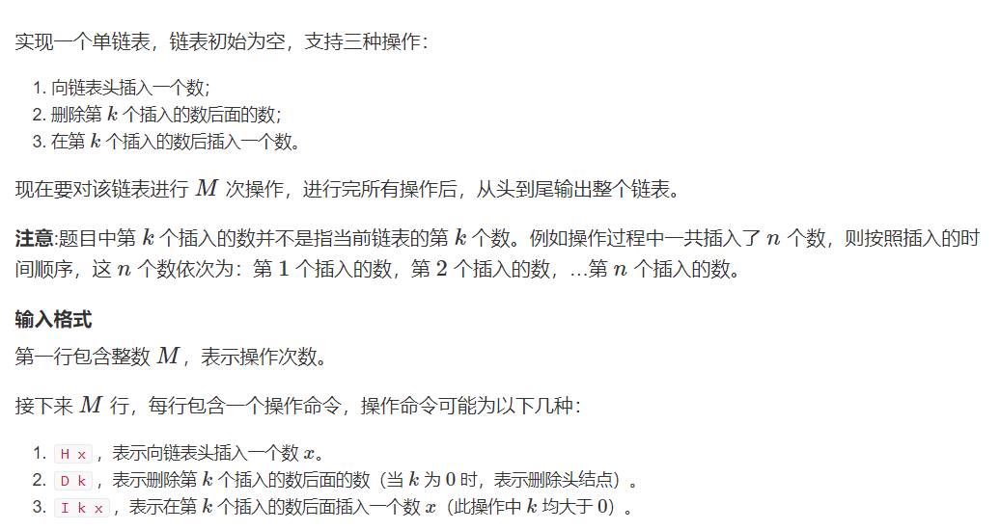 实现一个单链表，链表初始为空，支持三种操作：
1. 向链表头插入一个数；
2. 删除第 k 个插入的数后面的数；
3. 在第 k 个插入的数后插入一个数。
现在要对该链表进行 M 次操作，进行完所有操作后，从头到尾输出整个链表。
注意:题目中第 k 个插入的数并不是指当前链表的第 k 个数。例如操作过程中一共插入了 n 个数，则按照插入的时
间顺序，这 n 个数依次为：第 1 个插入的数，第 2 个插入的数，…第 n 个插入的数。
输入格式
第一行包含整数 M，表示操作次数。
接下来 M 行，每行包含一个操作命令，操作命令可能为以下几种：
1. H x，表示向链表头插入一个数 x。
2. D k，表示删除第 k 个插入的数后面的数（当 k 为 0 时，表示删除头结点）。
3. I k x，表示在第 k 个插入的数后面插入一个数 x（此操作中 k 均大于 0）。